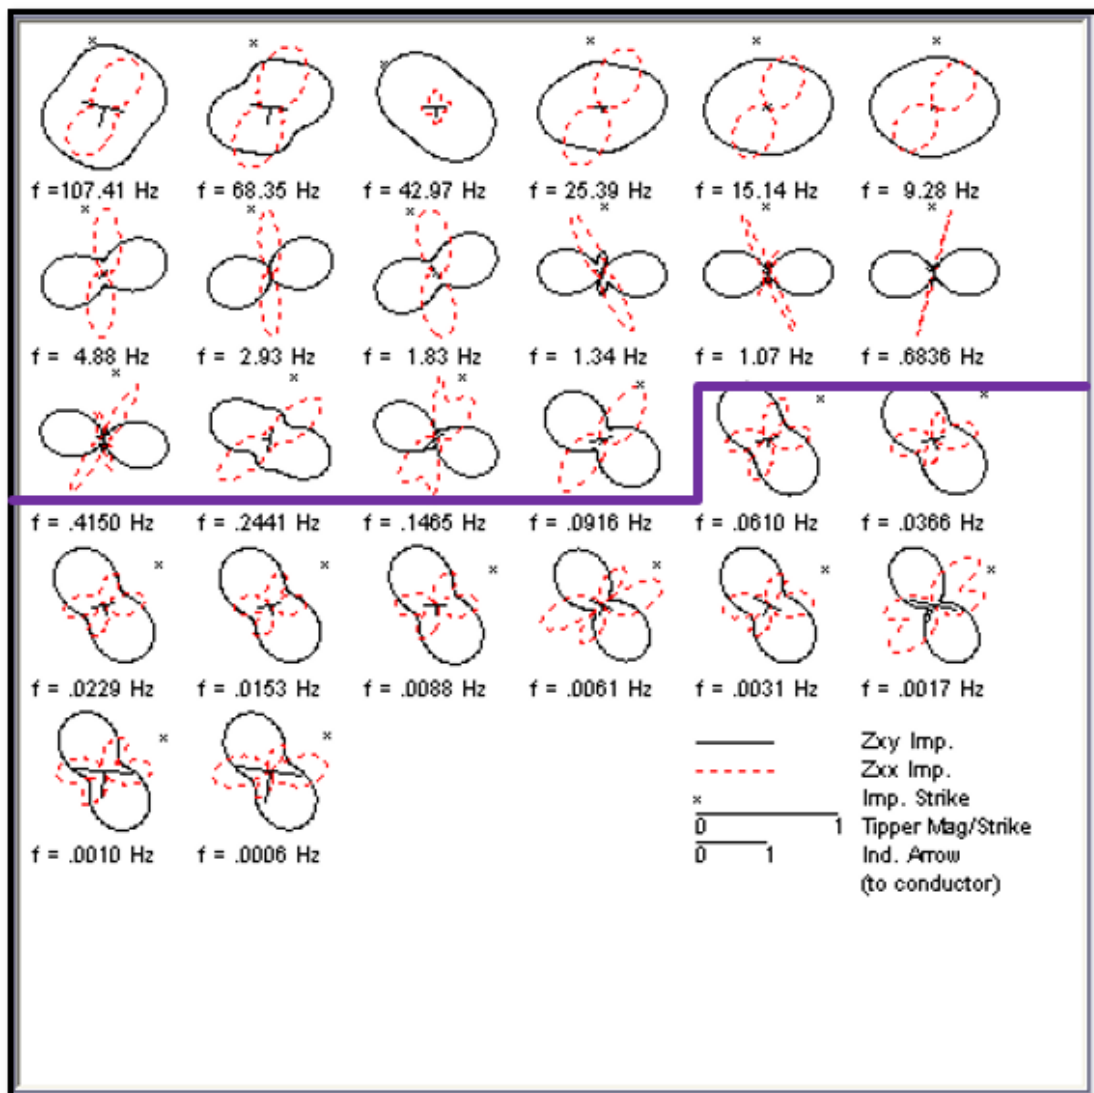 f =107.41 Hz f = 68.35 Hz f = 42.97 Hz f = 25.39 Hz f = 15.14 Hz f = 9.28 Hz
f = 4.88 Hz f = 2.93 Hz f = 1.83 Hz f = 1.34 Hz f = 1.07 Hz f = .6836 Hz
f = .4150 Hz f = .2441 Hz f = .1465 Hz f = .0916 Hz f = .0610 Hz f = .0366 Hz
f = .0229 Hz f = .0153 Hz f = .0088 Hz f = .0061 Hz f = .0031 Hz f = .0017 Hz
f = .0010 Hz f = .0006 Hz
Zxy Imp.
Zxx Imp.
× Imp. Strike
0 1 Tipper Mag/Strike
0 1 Ind. Arrow
(to conductor)